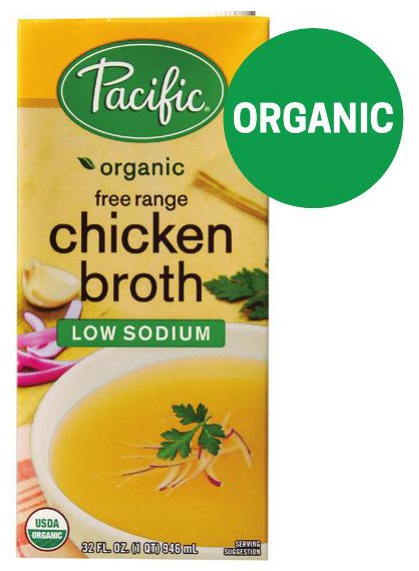 Pacific®
ORGANIC
organic
free range
chicken
broth
LOW SODIUM
USDA
ORGANIC
32 FL. OZ. (1 QT) 946 mL
SERVING
SUGGESTION